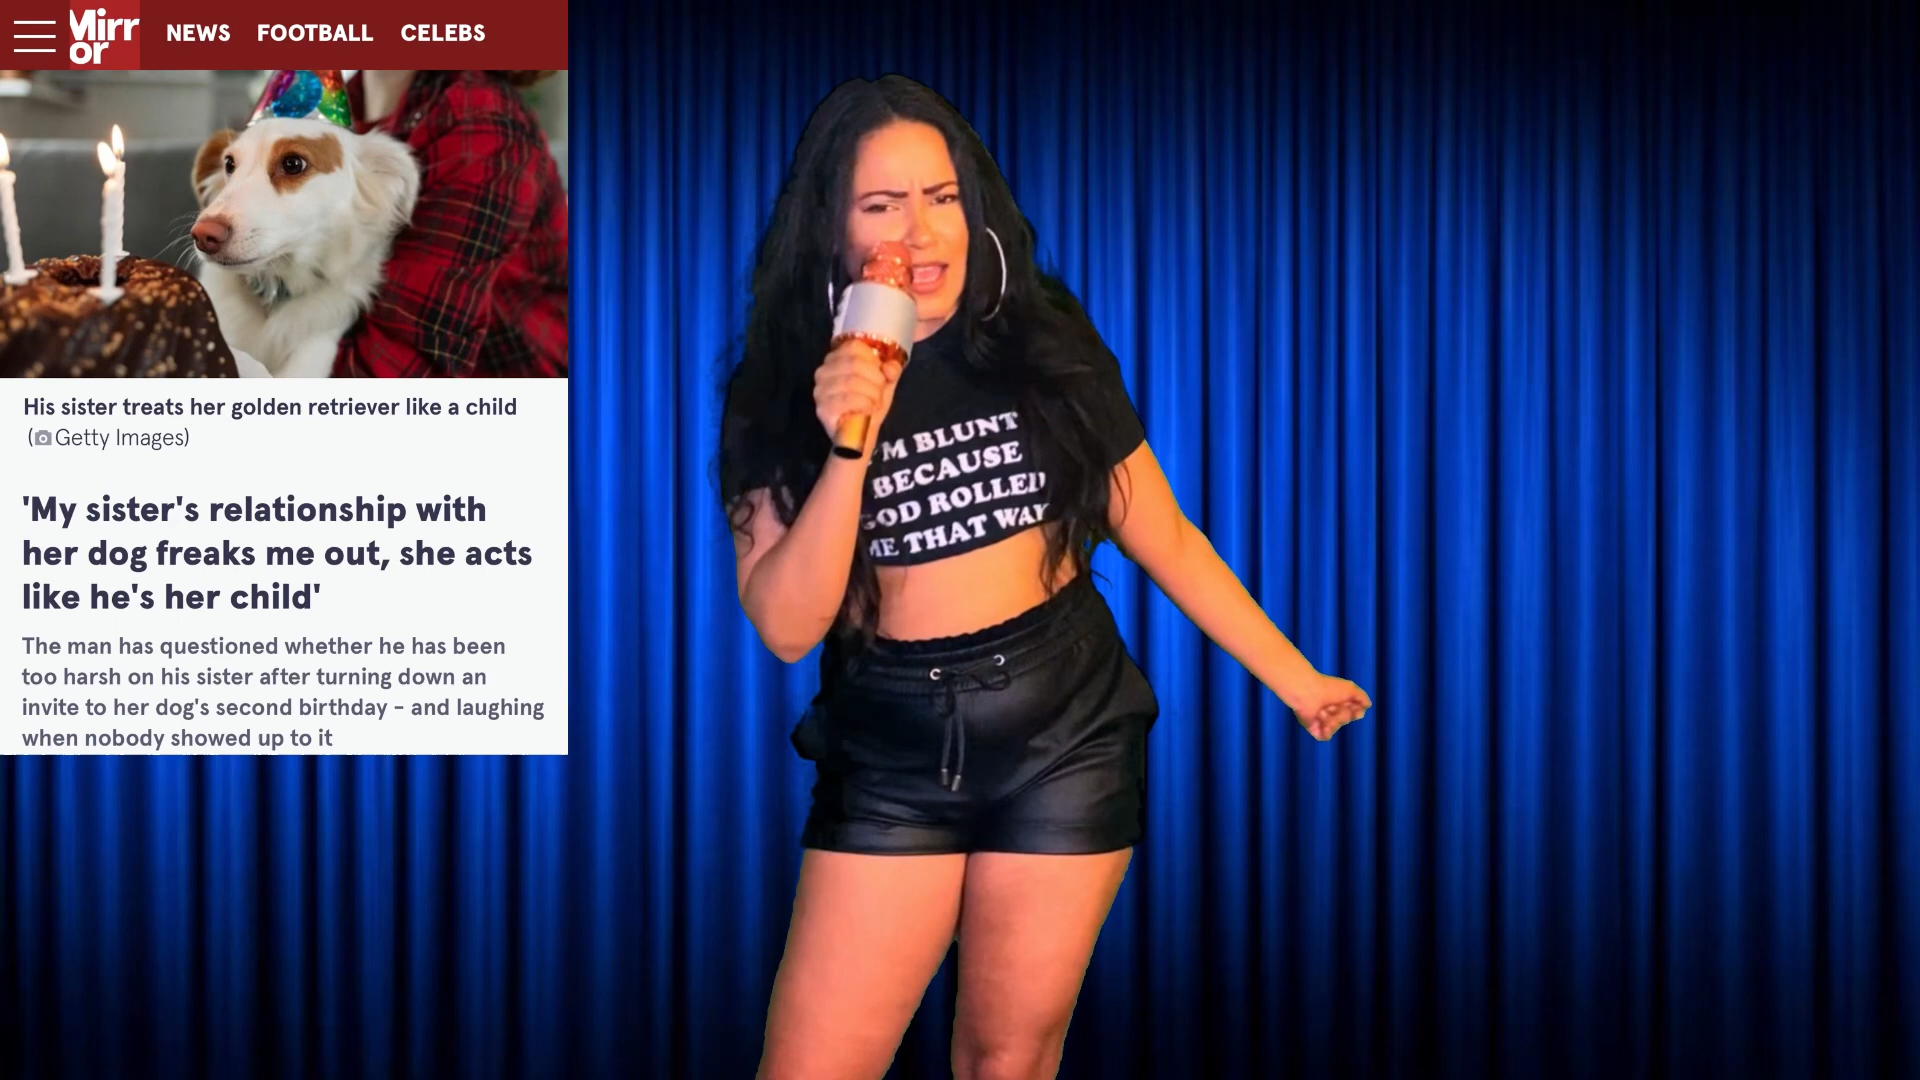 Mirror
NEWS FOOTBALL CELEBS
His sister treats her golden retriever like a child
(Getty Images)
'My sister's relationship with
her dog freaks me out, she acts
like he's her child'
The man has questioned whether he has been
too harsh on his sister after turning down an
invite to her dog's second birthday - and laughing
when nobody showed up to it
I'M BLUNT
BECAUSE
GOD ROLLED
ME THAT WAY